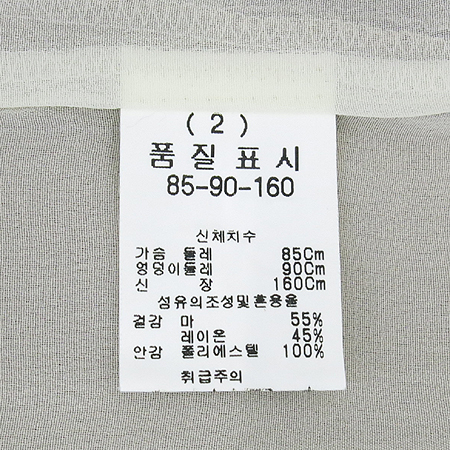 ( 2 )
품 질 표 시
85-90-160
신체치수
가슴 둘레 85Cm
영덩이둘레 90Cm
신 장 160Cm
섬유의조성및혼용율
겉감 마 55%
레이온 45%
안감 폴리에스텔 100%
취급주의